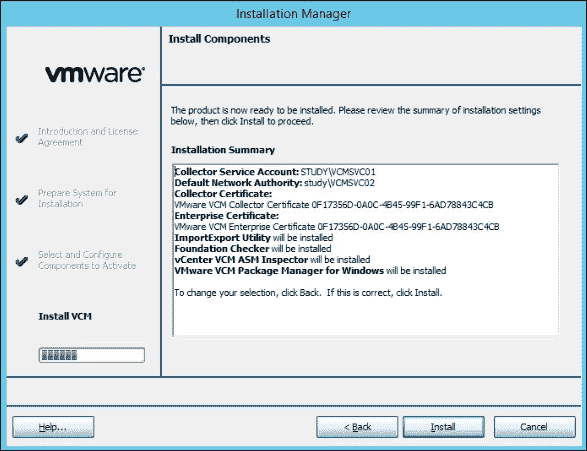 Installation Manager
vmware®
Introduction and License
Agreement
Prepare System for
Installation
Select and Configure
Components to Activate
Install VCM
Install Components
The product is now ready to be installed. Please review the summary of installation settings
below, then click Install to proceed.
Installation Summary
Collector Service Account: STUDY\VCMSVC01
Default Network Authority: study\VCMSVC02
Collector Certificate:
VMware VCM Collector Certificate 0F17356D-0A0C-4B45-99F1-6AD78843C4CB
Enterprise Certificate:
VMware VCM Enterprise Certificate 0F17356D-0A0C-4B45-99F1-6AD78843C4CB
ImportExport Utility will be installed
Foundation Checker will be installed
vCenter VCM ASM Inspector will be installed
VMware VCM Package Manager for Windows will be installed
To change your selection, click Back. If this is correct, click Install.
Help...
< Back
Install
Cancel